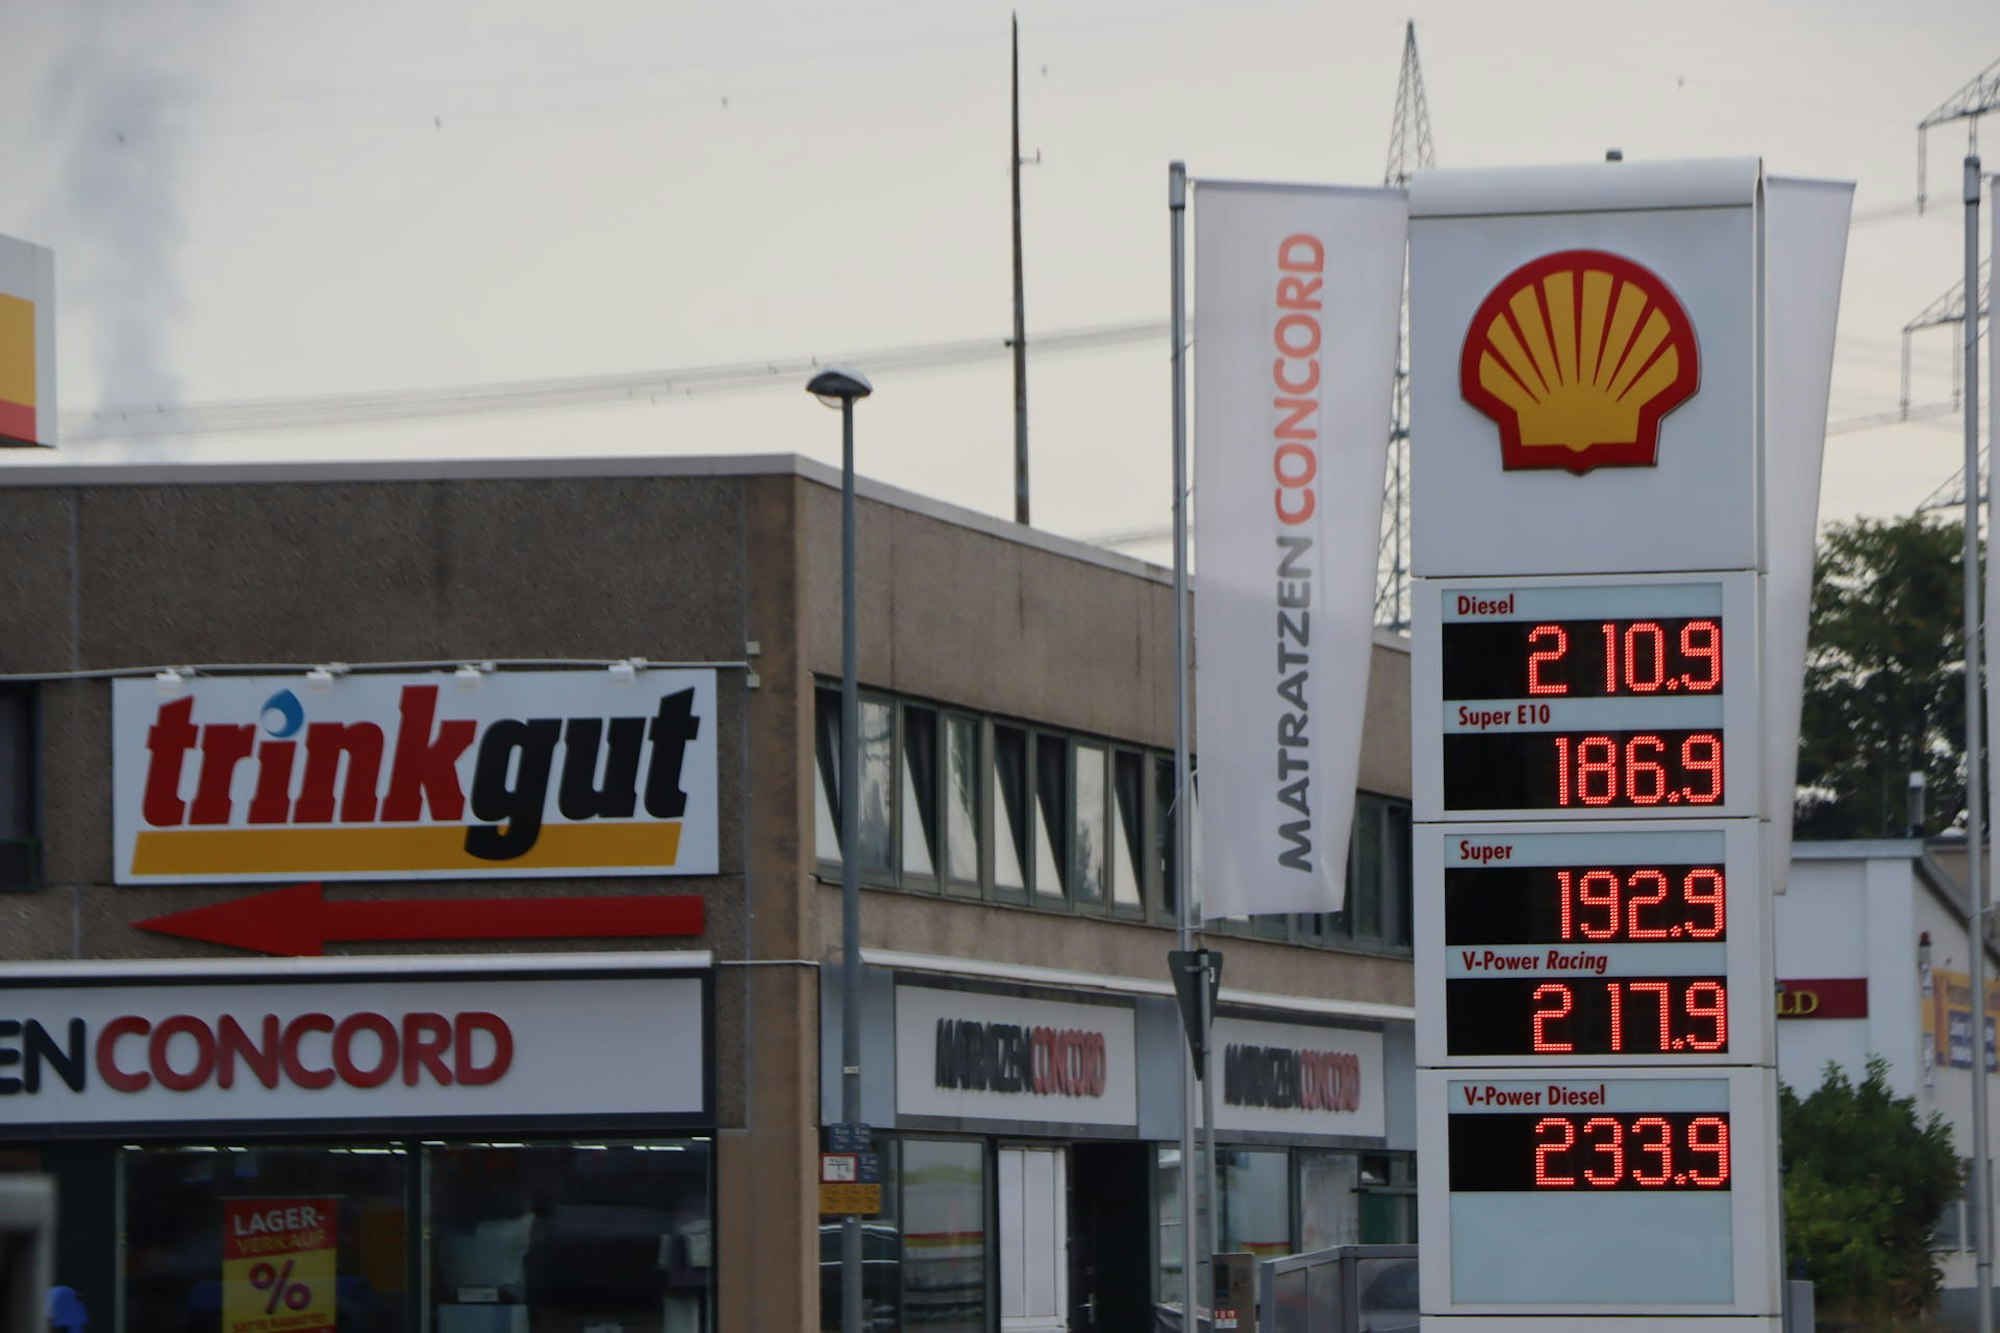 trinkgut
EN CONCORD
LAGER-
VERKAUF
%
MATRATZEN CONCORD
MATRATZEN CONCORD
MATRATZEN CONCORD
Diesel
210.9
Super E10
186.9
Super
192.9
V-Power Racing
217.9
V-Power Diesel
233.9
LD